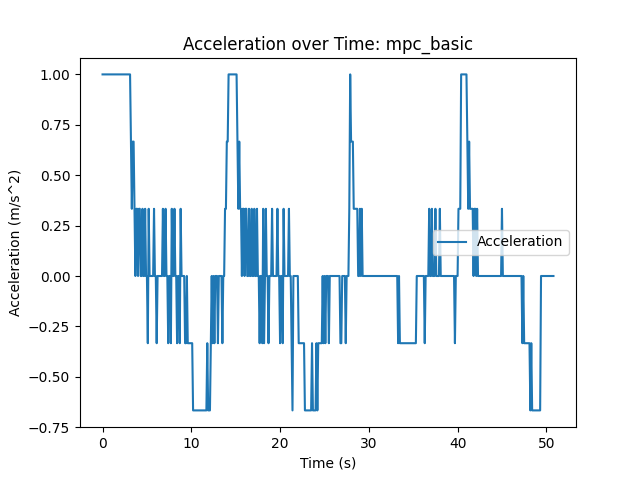 Acceleration over Time: mpc_basic
Acceleration (m/s^2)
1.00
0.75
0.50
0.25
0.00
−0.25
−0.50
−0.75
Acceleration
0 10 20 30 40 50
Time (s)